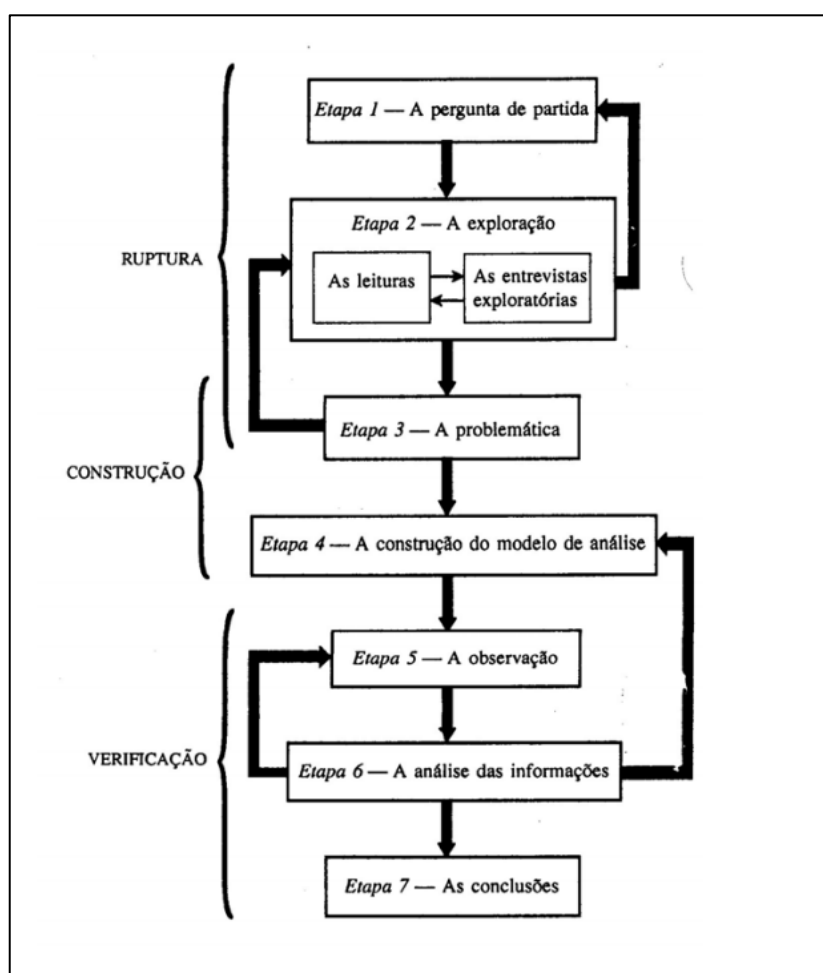 Etapa 1 — A pergunta de partida
Etapa 2 — A exploração
RUPTURA
As leituras
As entrevistas
exploratórias
Etapa 3 — A problemática
CONSTRUÇÃO
Etapa 4 — A construção do modelo de análise
Etapa 5 — A observação
VERIFICAÇÃO
Etapa 6 — A análise das informações
Etapa 7 — As conclusões